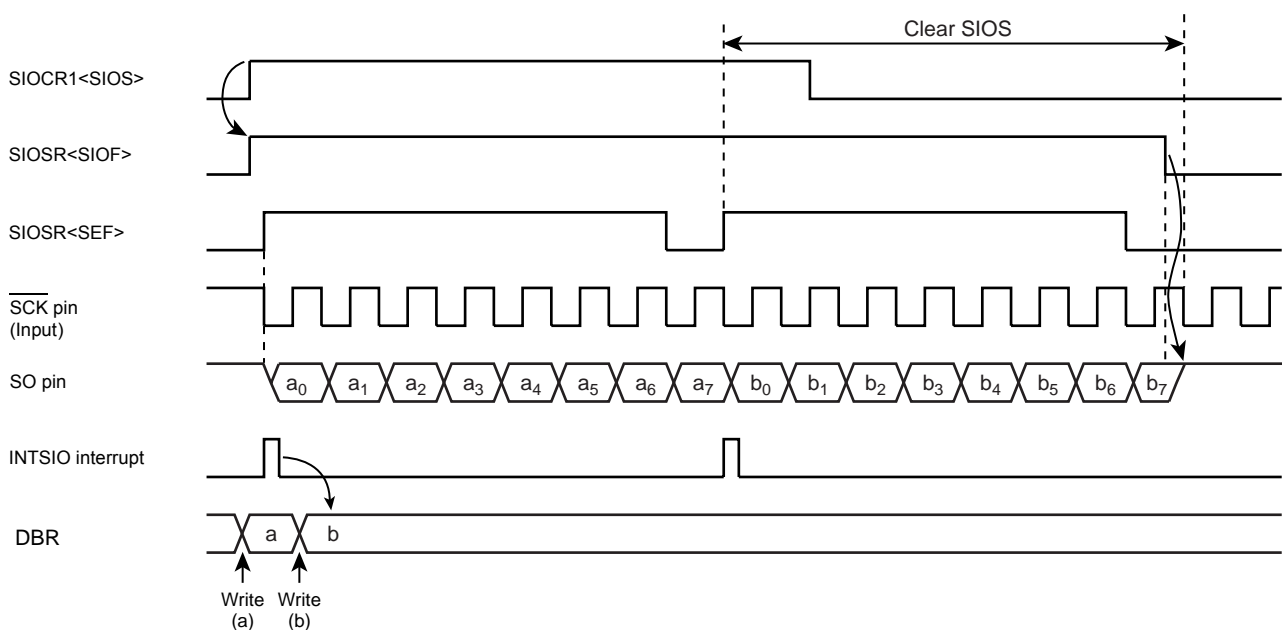 Clear SIOS
SIOCR1<SIOS>
SIOSR<SIOF>
SIOSR<SEF>
SCK pin
(Input)
SO pin
a0 a1 a2 a3 a4 a5 a6 a7 b0 b1 b2 b3 b4 b5 b6 b7
INTSIO interrupt
DBR
a b
Write Write
(a) (b)